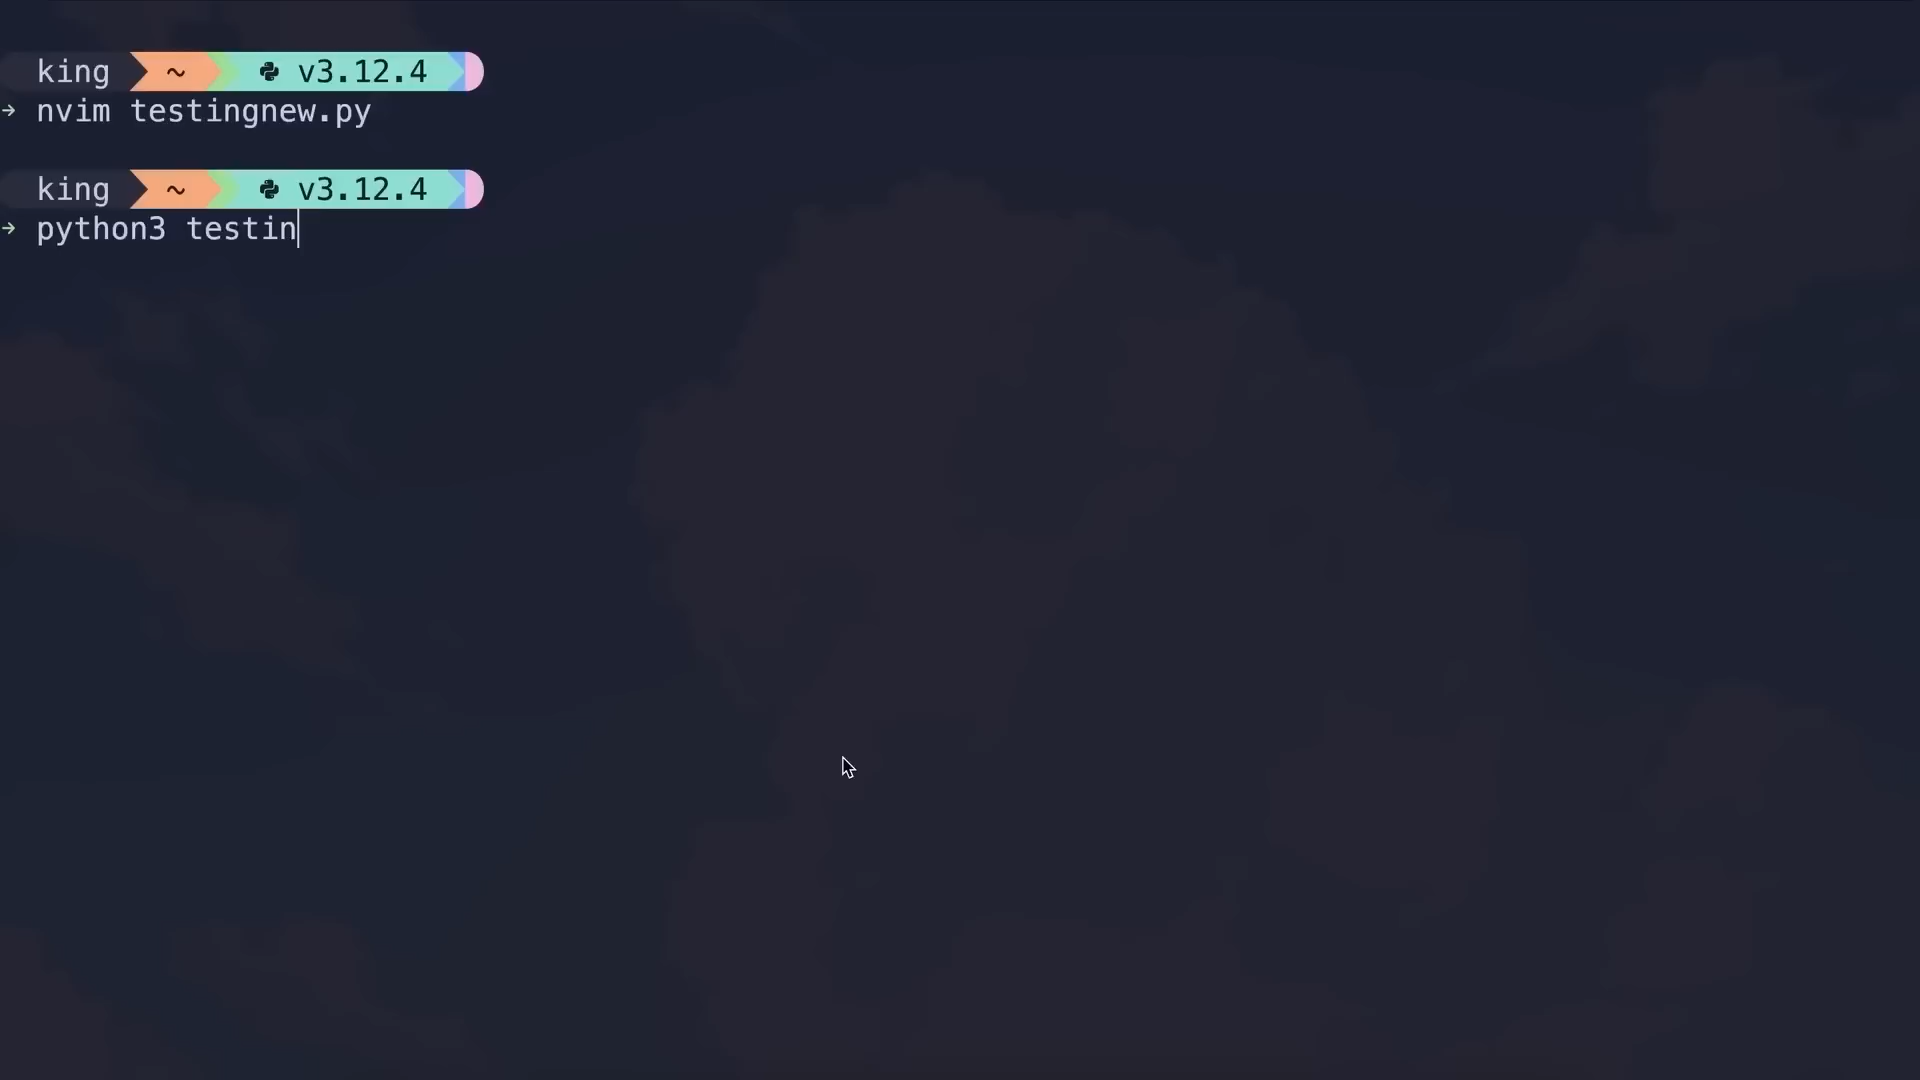 king ~ v3.12.4
→ nvim testingnew.py
king ~ v3.12.4
→ python3 testin